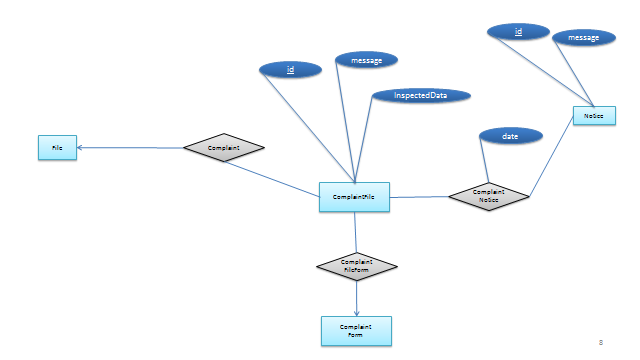 id
message
id
message
InspectedData
Notice
date
File
Complaint
ComplaintFile
Complaint
Notice
Complaint
FileForm
Complaint
Form
8